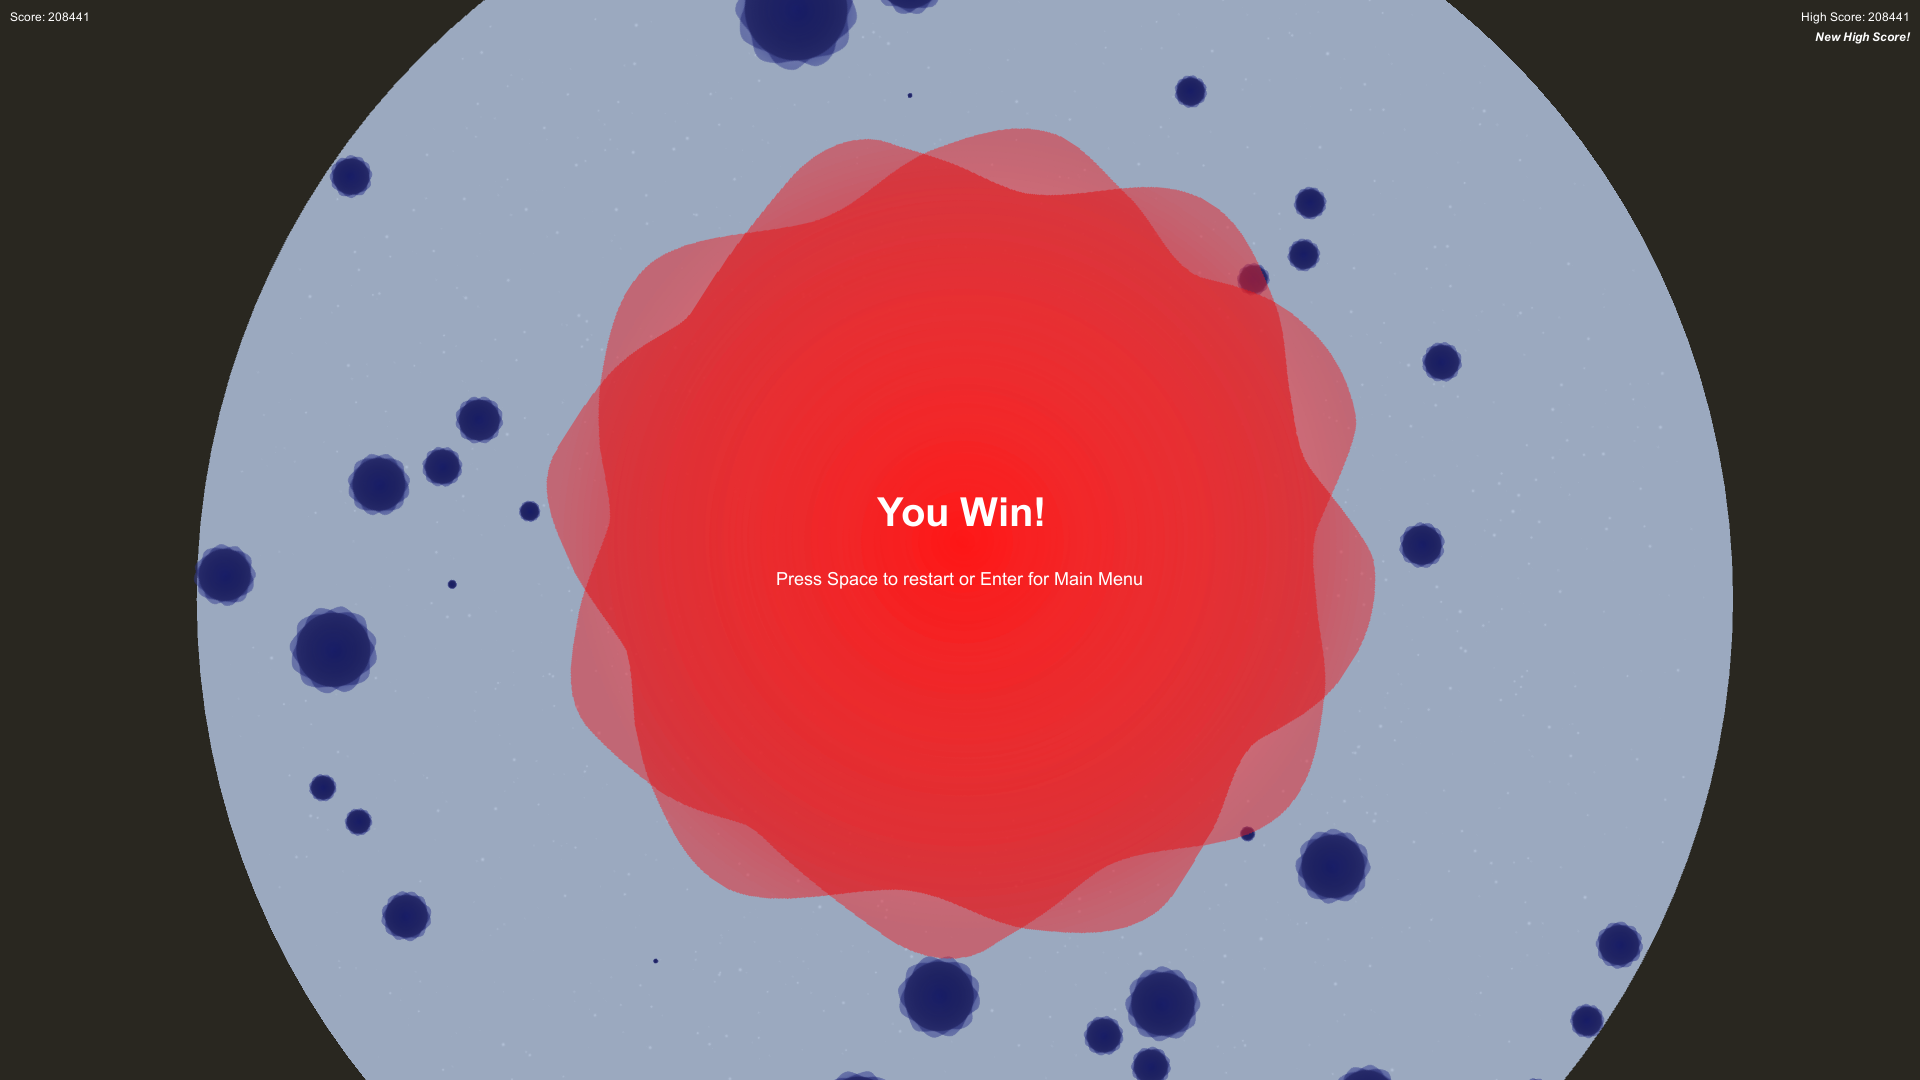 Score: 208441
High Score: 208441
New High Score!
You Win!
Press Space to restart or Enter for Main Menu